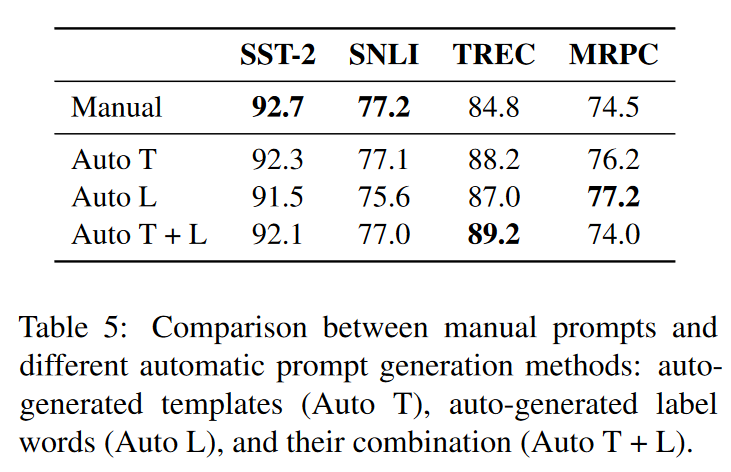 SST-2 SNLI TREC MRPC
Manual 92.7 77.2 84.8 74.5
Auto T 92.3 77.1 88.2 76.2
Auto L 91.5 75.6 87.0 77.2
Auto T + L 92.1 77.0 89.2 74.0
Table 5: Comparison between manual prompts and
different automatic prompt generation methods: auto-
generated templates (Auto T), auto-generated label
words (Auto L), and their combination (Auto T + L).